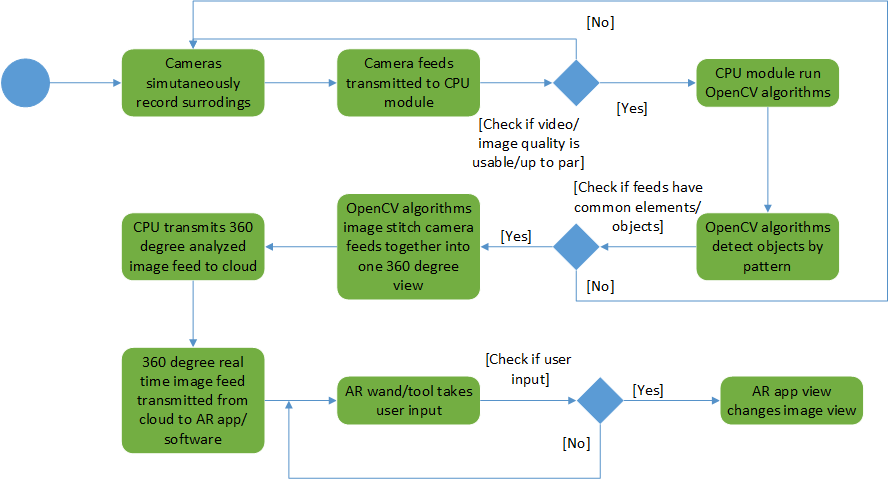 [No]
Cameras
simutaneously
record surrodings
Camera feeds
transmitted to CPU
module
CPU module run
OpenCV algorithms
[Yes]
[Check if video/
image quality is
usable/up to par]
[Check if feeds have
common elements/
objects]
OpenCV algorithms
detect objects by
pattern
[Yes]
[No]
OpenCV algorithms
image stitch camera
feeds together into
one 360 degree
view
CPU transmits 360
degree analyzed
image feed to cloud
360 degree real
time image feed
transmitted from
cloud to AR app/
software
AR wand/tool takes
user input
[Check if user
input]
[Yes]
[No]
AR app view
changes image view